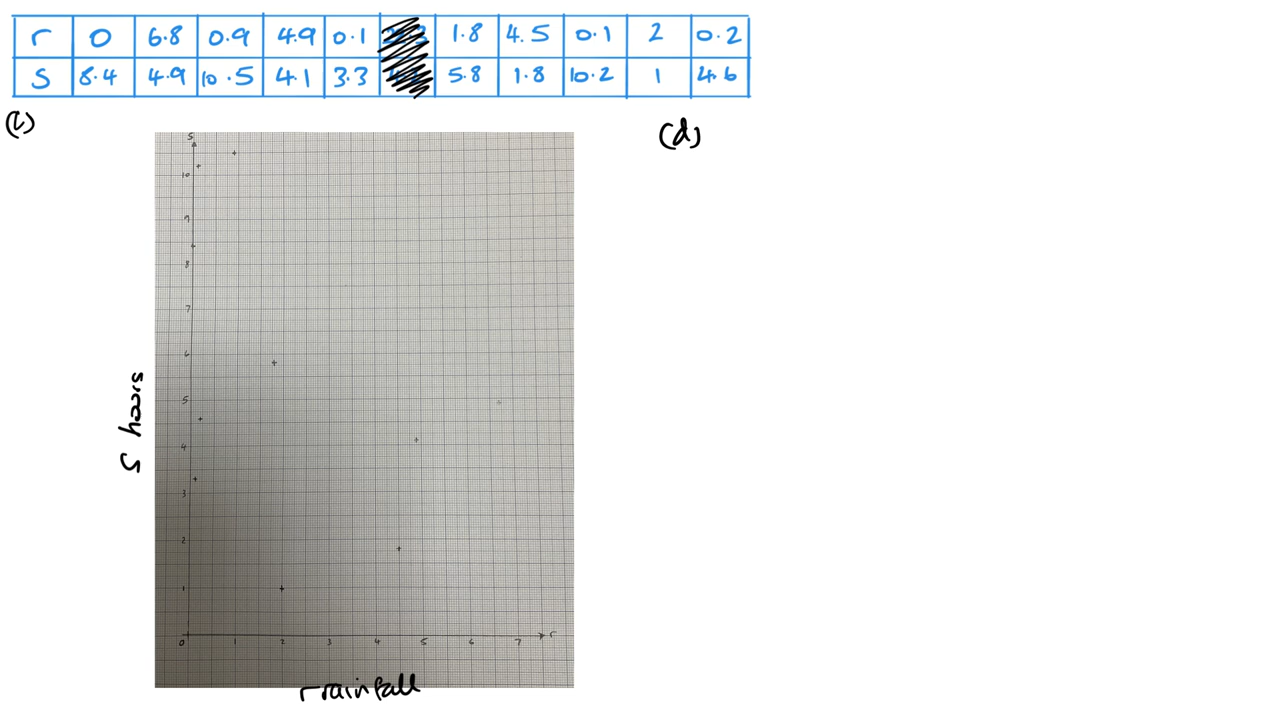 r 0 6.8 0.9 4.9 0.1 1.8 4.5 0.1 2 0.2
S 8.4 4.9 10.5 4.1 3.3 5.8 1.8 10.2 1 4.6
(c)
(d)
S
10
9
8
7
6
5
4
3
2
1
0 1 2 3 4 5 6 7 r
S hours
r rainfall